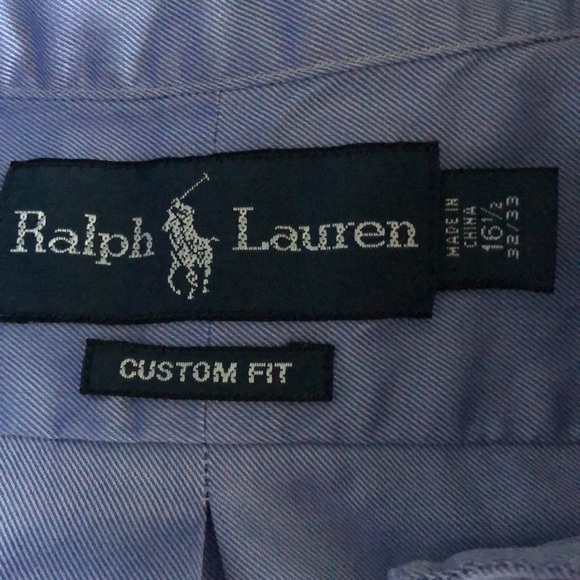 Ralph Lauren
MADE IN
CHINA
16½
32/33
CUSTOM FIT